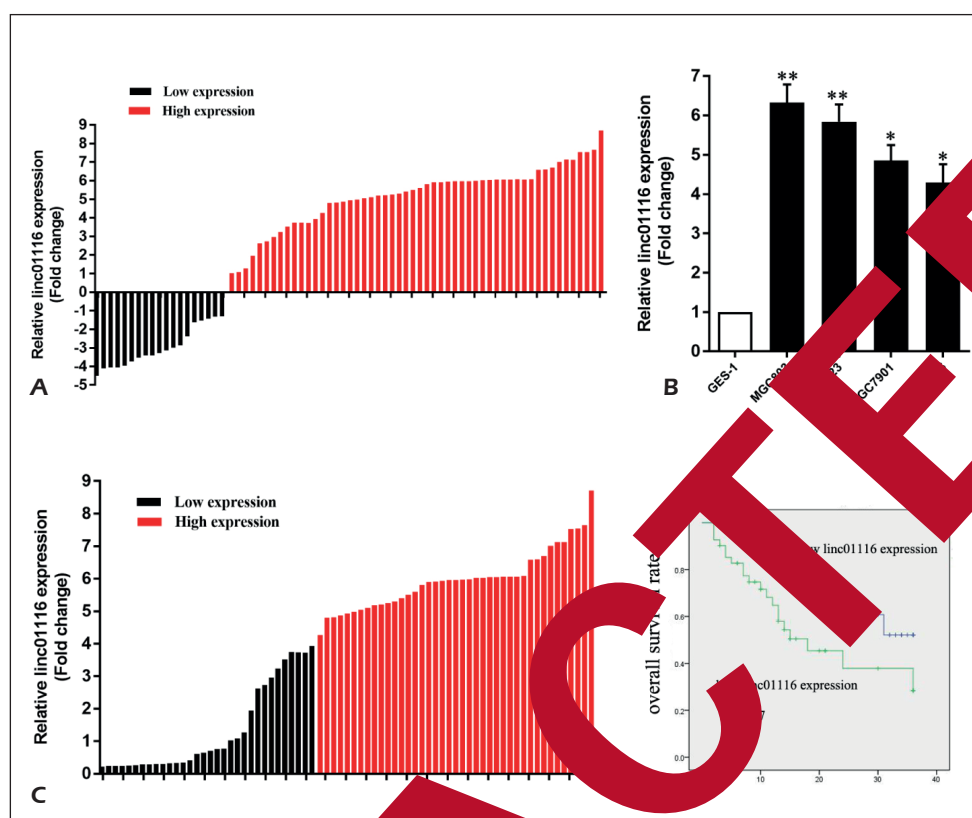 Low expression
High expression
Relative linc01116 expression
(Fold change)
9
8
7
6
5
4
3
2
1
0
-1
-2
-3
-4
-5
A
Relative linc01116 expression
(Fold change)
7
6
5
4
2
1
0
**
**
*
*
GES-1
GC7901
B
Low expression
High expression
Relative linc01116 expression
(Fold change)
9
8
7
6
5
4
3
2
1
0
C
overall
linc01116 expression
expression
0.8
0.6
0.4
0.2
0.0
10
20
30
40
CTE